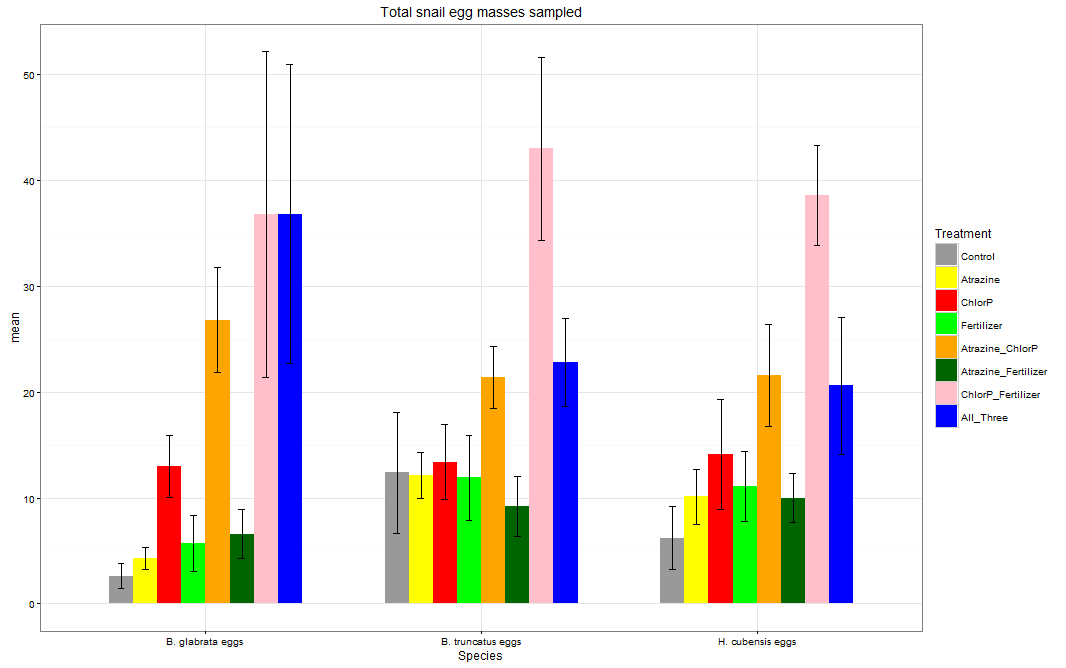 Total snail egg masses sampled
50
40
30
20
10
0
mean
B. glabrata eggs
B. truncatus eggs
H. cubensis eggs
Species
Treatment
Control
Atrazine
ChlorP
Fertilizer
Atrazine_ChlorP
Atrazine_Fertilizer
ChlorP_Fertilizer
All_Three